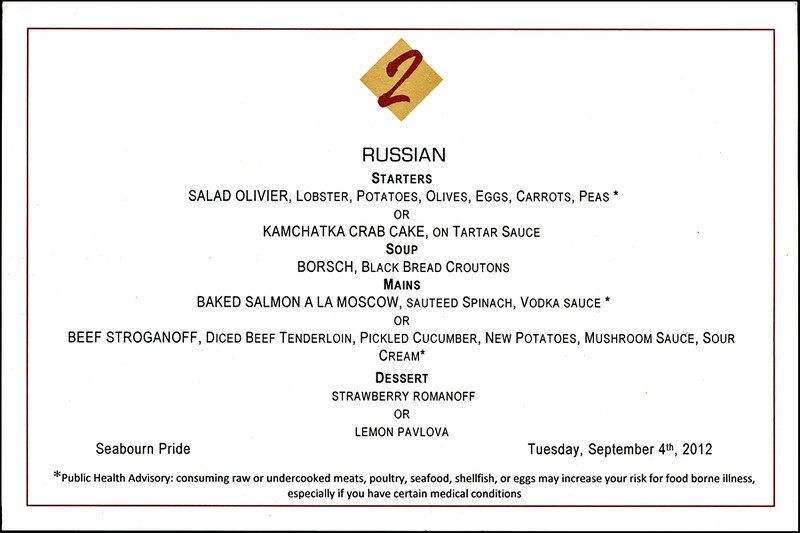 2
RUSSIAN
STARTERS
SALAD OLIVIER, LOBSTER, POTATOES, OLIVES, EGGS, CARROTS, PEAS *
OR
KAMCHATKA CRAB CAKE, ON TARTAR SAUCE
SOUP
BORSCH, BLACK BREAD CROUTONS
MAINS
BAKED SALMON A LA MOSCOW, SAUTEED SPINACH, VODKA SAUCE *
OR
BEEF STROGANOFF, DICED BEEF TENDERLOIN, PICKLED CUCUMBER, NEW POTATOES, MUSHROOM SAUCE, SOUR
CREAM*
DESSERT
STRAWBERRY ROMANOFF
OR
LEMON PAVLOVA
Seabourn Pride Tuesday, September 4th, 2012
*Public Health Advisory: consuming raw or undercooked meats, poultry, seafood, shellfish, or eggs may increase your risk for food borne illness,
especially if you have certain medical conditions